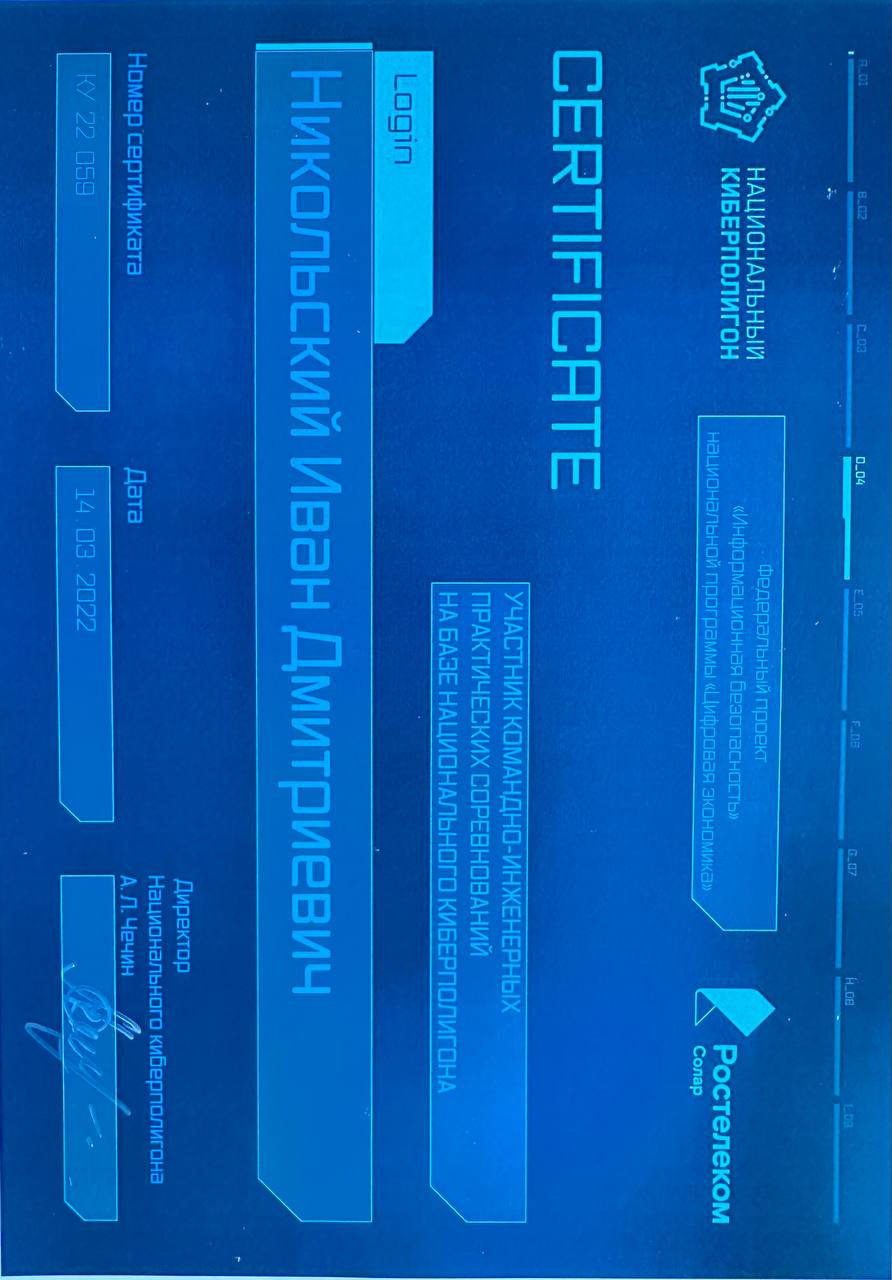 A_01
B_02
C_03
D_04
E_05
F_06
G_07
H_08
I_09
НАЦИОНАЛЬНЫЙ
КИБЕРПОЛИГОН
Федеральный проект
«Информационная безопасность»
национальной программы «Цифровая экономика»
Ростелеком
Солар
CERTIFICATE
УЧАСТНИК КОМАНДНО-ИНЖЕНЕРНЫХ
ПРАКТИЧЕСКИХ СОРЕВНОВАНИЙ
НА БАЗЕ НАЦИОНАЛЬНОГО КИБЕРПОЛИГОНА
Login
Никольский Иван Дмитриевич
Номер сертификата
КУ 22 059
Дата
14.03.2022
Директор
Национального киберполигона
А.Л. Чечин